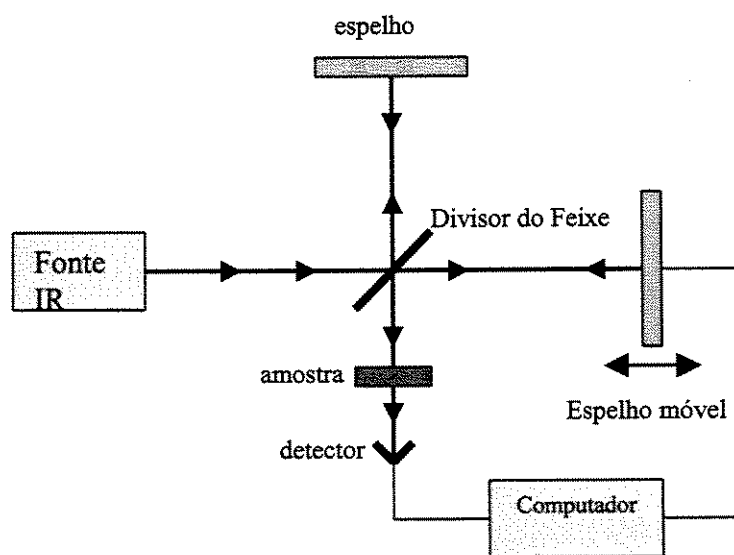 espelho
Divisor do Feixe
Fonte
IR
amostra
Espelho móvel
detector
Computador